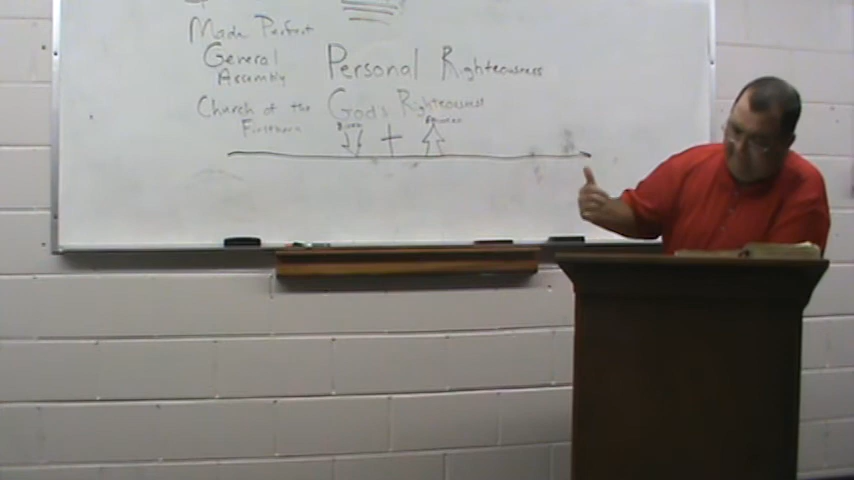 Made Perfect
General
Assembly
Personal Righteousness
Church of the
Firstborn
God's Righteousness